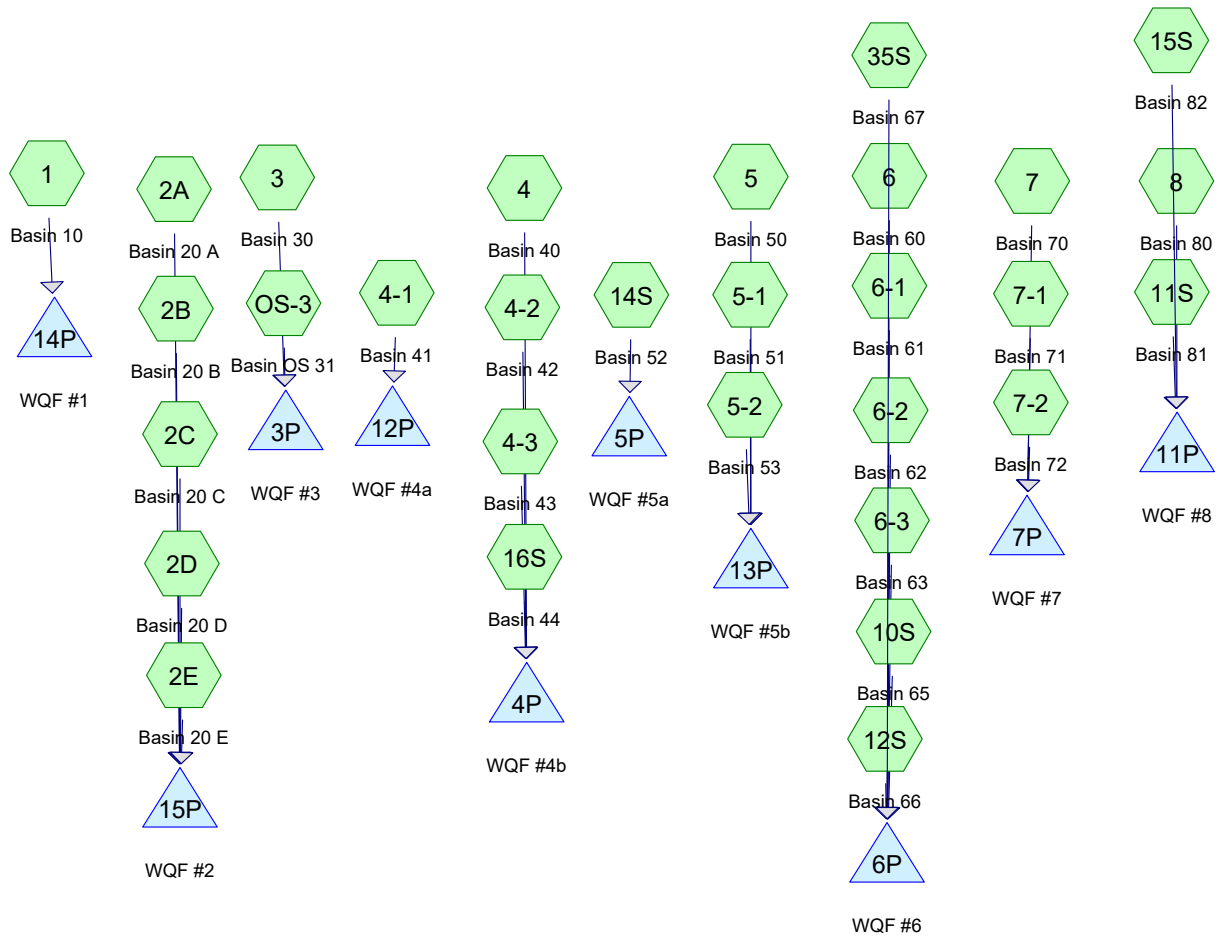 1
Basin 10
14P
WQF #1
2A
Basin 20 A
2B
Basin 20 B
2C
Basin 20 C
2D
Basin 20 D
2E
Basin 20 E
15P
WQF #2
3
Basin 30
OS-3
Basin OS 31
3P
WQF #3
4-1
Basin 41
12P
WQF #4a
4
Basin 40
4-2
Basin 42
4-3
Basin 43
16S
Basin 44
4P
WQF #4b
14S
Basin 52
5P
WQF #5a
5
Basin 50
5-1
Basin 51
5-2
Basin 53
13P
WQF #5b
35S
Basin 67
6
Basin 60
6-1
Basin 61
6-2
Basin 62
6-3
Basin 63
10S
Basin 65
12S
Basin 66
6P
WQF #6
7
Basin 70
7-1
Basin 71
7-2
Basin 72
7P
WQF #7
15S
Basin 82
8
Basin 80
11S
Basin 81
11P
WQF #8